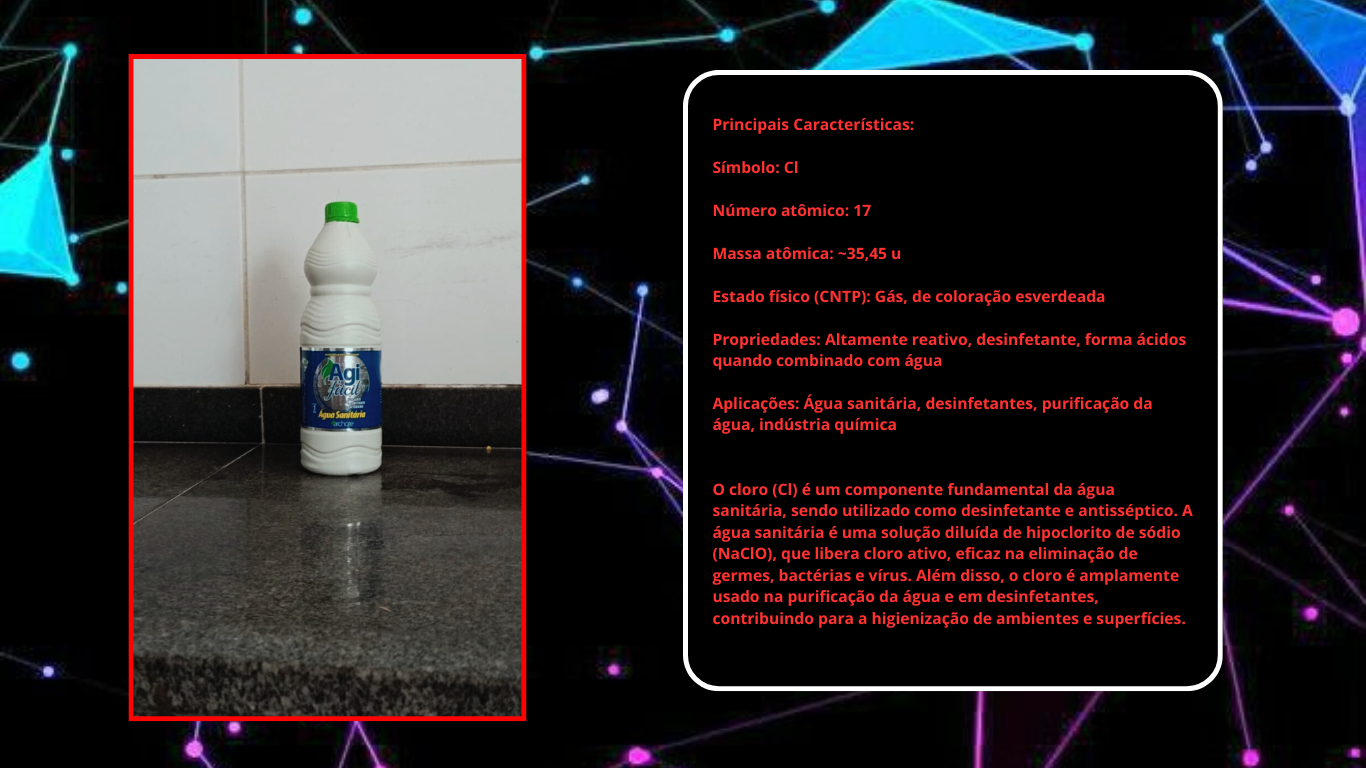 Agi
fácil
Água Sanitária
Principais Características:
Símbolo: Cl
Número atômico: 17
Massa atômica: ~35,45 u
Estado físico (CNTP): Gás, de coloração esverdeada
Propriedades: Altamente reativo, desinfetante, forma ácidos
quando combinado com água
Aplicações: Água sanitária, desinfetantes, purificação da
água, indústria química
O cloro (Cl) é um componente fundamental da água
sanitária, sendo utilizado como desinfetante e antisséptico. A
água sanitária é uma solução diluída de hipoclorito de sódio
(NaClO), que libera cloro ativo, eficaz na eliminação de
germes, bactérias e vírus. Além disso, o cloro é amplamente
usado na purificação da água e em desinfetantes,
contribuindo para a higienização de ambientes e superfícies.